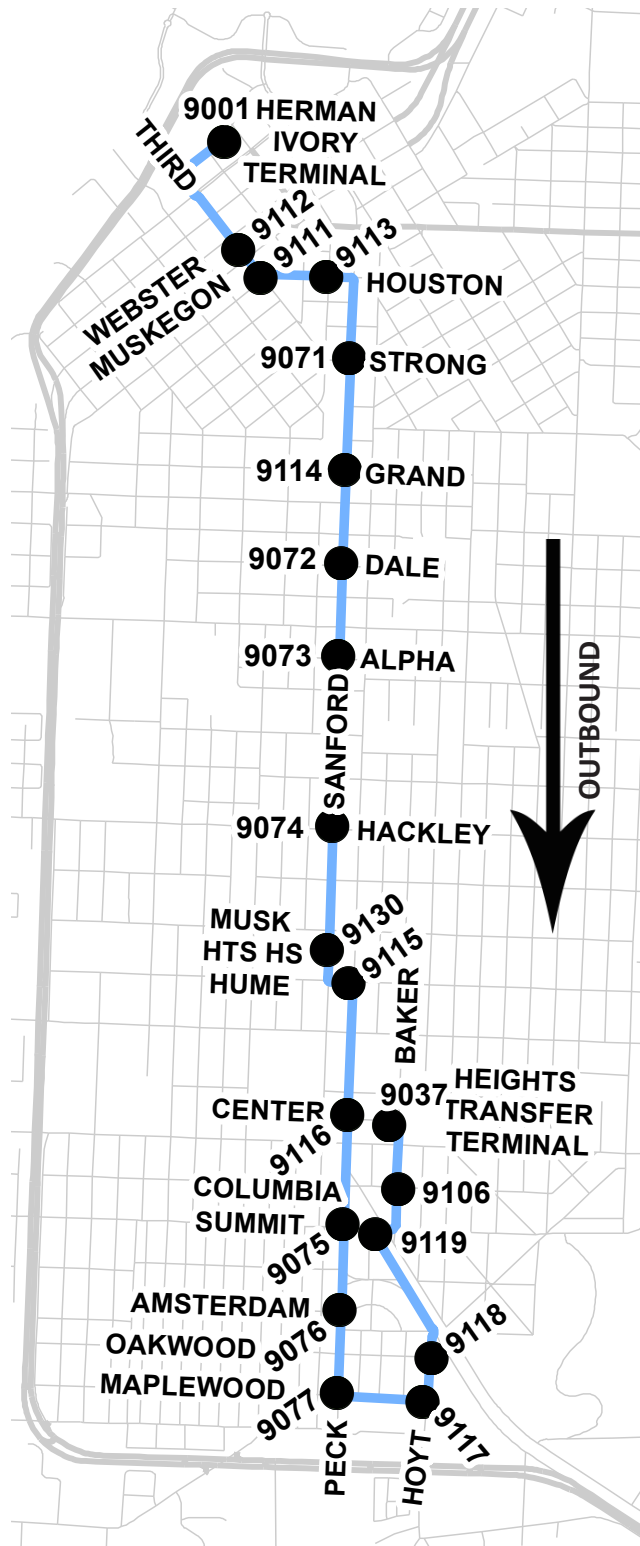 9001 HERMAN
IVORY
TERMINAL
THIRD
9112
9111
9113
WEBSTER
MUSKEGON
HOUSTON
9071 STRONG
9114 GRAND
9072 DALE
9073 ALPHA
OUTBOUND
SANFORD
9074 HACKLEY
MUSK
HTS HS
HUME
9130
9115
BAKER
9037
HEIGHTS
TRANSFER
TERMINAL
CENTER
9116
COLUMBIA
9106
SUMMIT
9075
9119
AMSTERDAM
9076
OAKWOOD
9118
MAPLEWOOD
9077
9117
PECK
HOYT